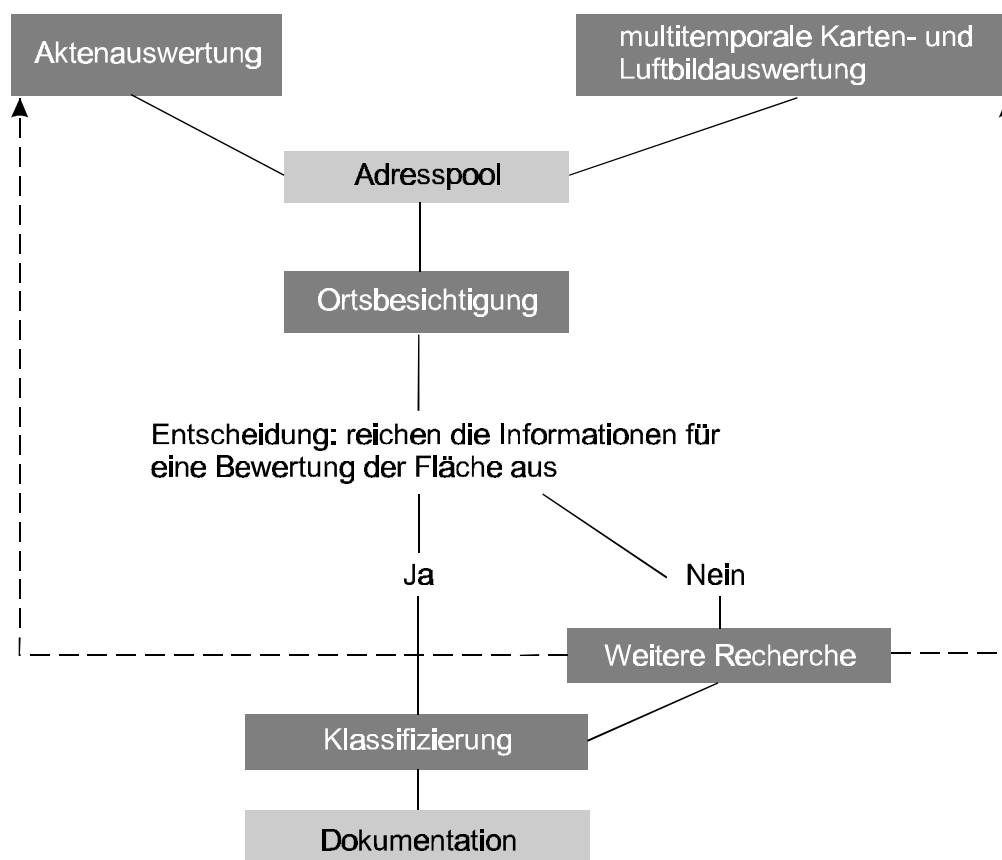 Aktenauswertung
multitemporale Karten- und
Luftbildauswertung
Adresspool
Ortsbesichtigung
Entscheidung: reichen die Informationen für
eine Bewertung der Fläche aus
Ja
Nein
Weitere Recherche
Klassifizierung
Dokumentation